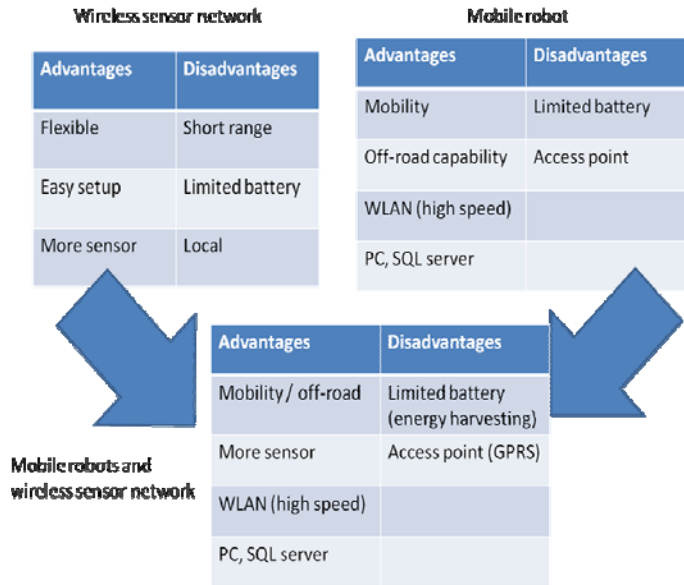 Wireless sensor network
Advantages Disadvantages
Flexible Short range
Easy setup Limited battery
More sensor Local
Mobile robot
Advantages Disadvantages
Mobility Limited battery
Off-road capability Access point
WLAN (high speed)
PC, SQL server
Advantages Disadvantages
Mobility / off-road Limited battery
(energy harvesting)
More sensor Access point (GPRS)
WLAN (high speed)
PC, SQL server
Mobile robots and
wireless sensor network